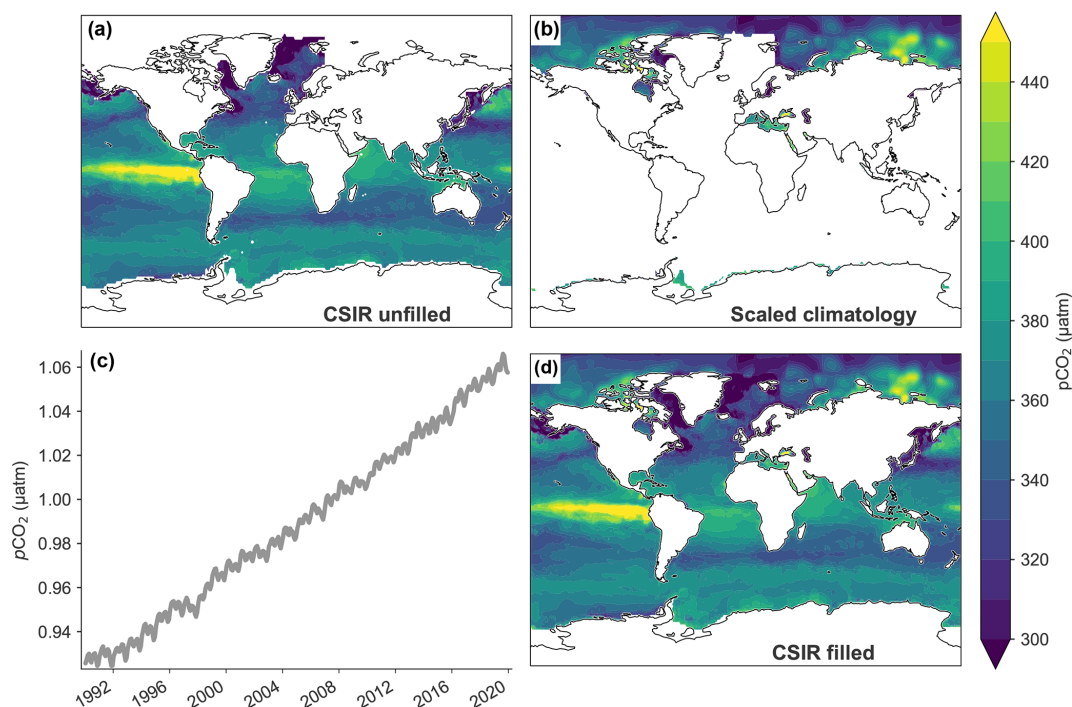 (a)
CSIR unfilled
(b)
Scaled climatology
440
420
400
380
360
340
320
300
pCO₂ (µatm)
(c)
1.06
1.04
1.02
1.00
0.98
0.96
0.94
pCO₂ (µatm)
1992
1996
2000
2004
2008
2012
2016
2020
(d)
CSIR filled